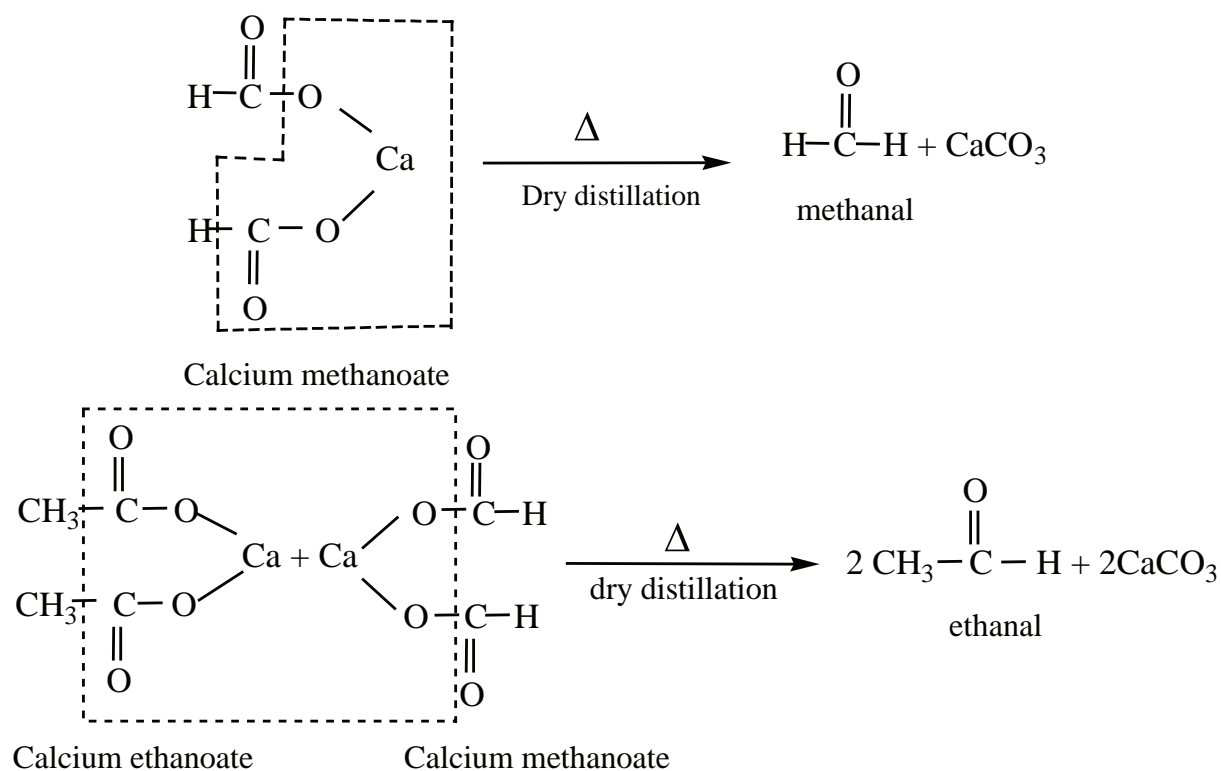 O
H C O
Ca
H C O
O
Δ
Dry distillation
O
H C H + CaCO₃
methanal
Calcium methanoate
O
CH₃ C O
Ca + Ca
CH₃ C O
O
O
O C H
O C H
O
Δ
dry distillation
O
2 CH₃ C H + 2CaCO₃
ethanal
Calcium ethanoate Calcium methanoate